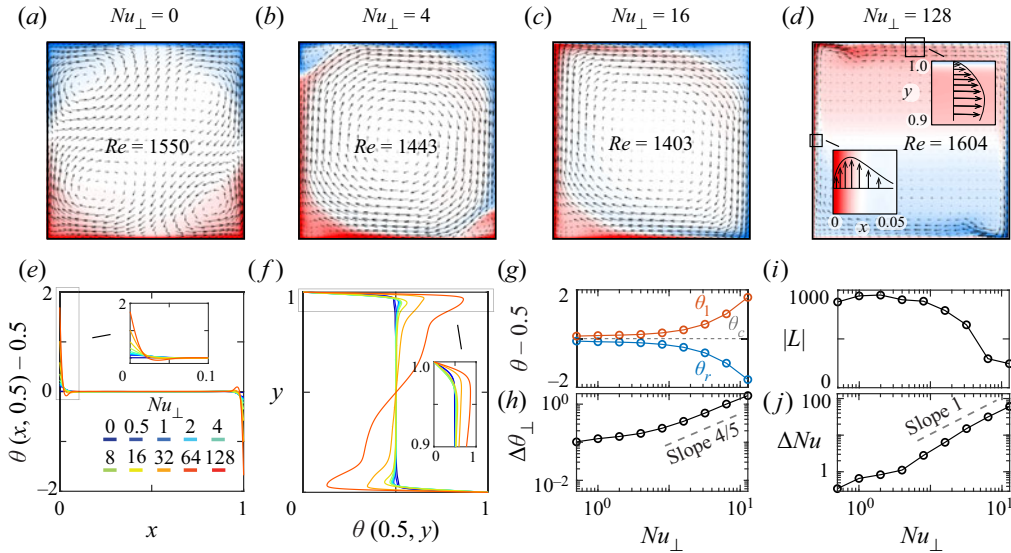 (a) Nu⊥ = 0
(b) Nu⊥ = 4
(c) Nu⊥ = 16
(d) Nu⊥ = 128
Re = 1550
Re = 1443
Re = 1403
Re = 1604
1.0
y
0.9
0 x 0.05
(e)
2
θ (x, 0.5) − 0.5
−2
2
0
0 0.1
Nu⊥
0 0.5 1 2 4
8 16 32 64 128
0 1
x
(f)
1
y
1.0
0.9
0 1
0 1
θ (0.5, y)
(g)
2
θ − 0.5
−2
θl
θc
θr
(h)
10⁰
Δθ⊥
10⁻²
Slope 4/5
10⁰ 10¹
Nu⊥
(i)
1000
|L|
0
(j)
100
ΔNu
1
Slope 1
10⁰ 10¹
Nu⊥